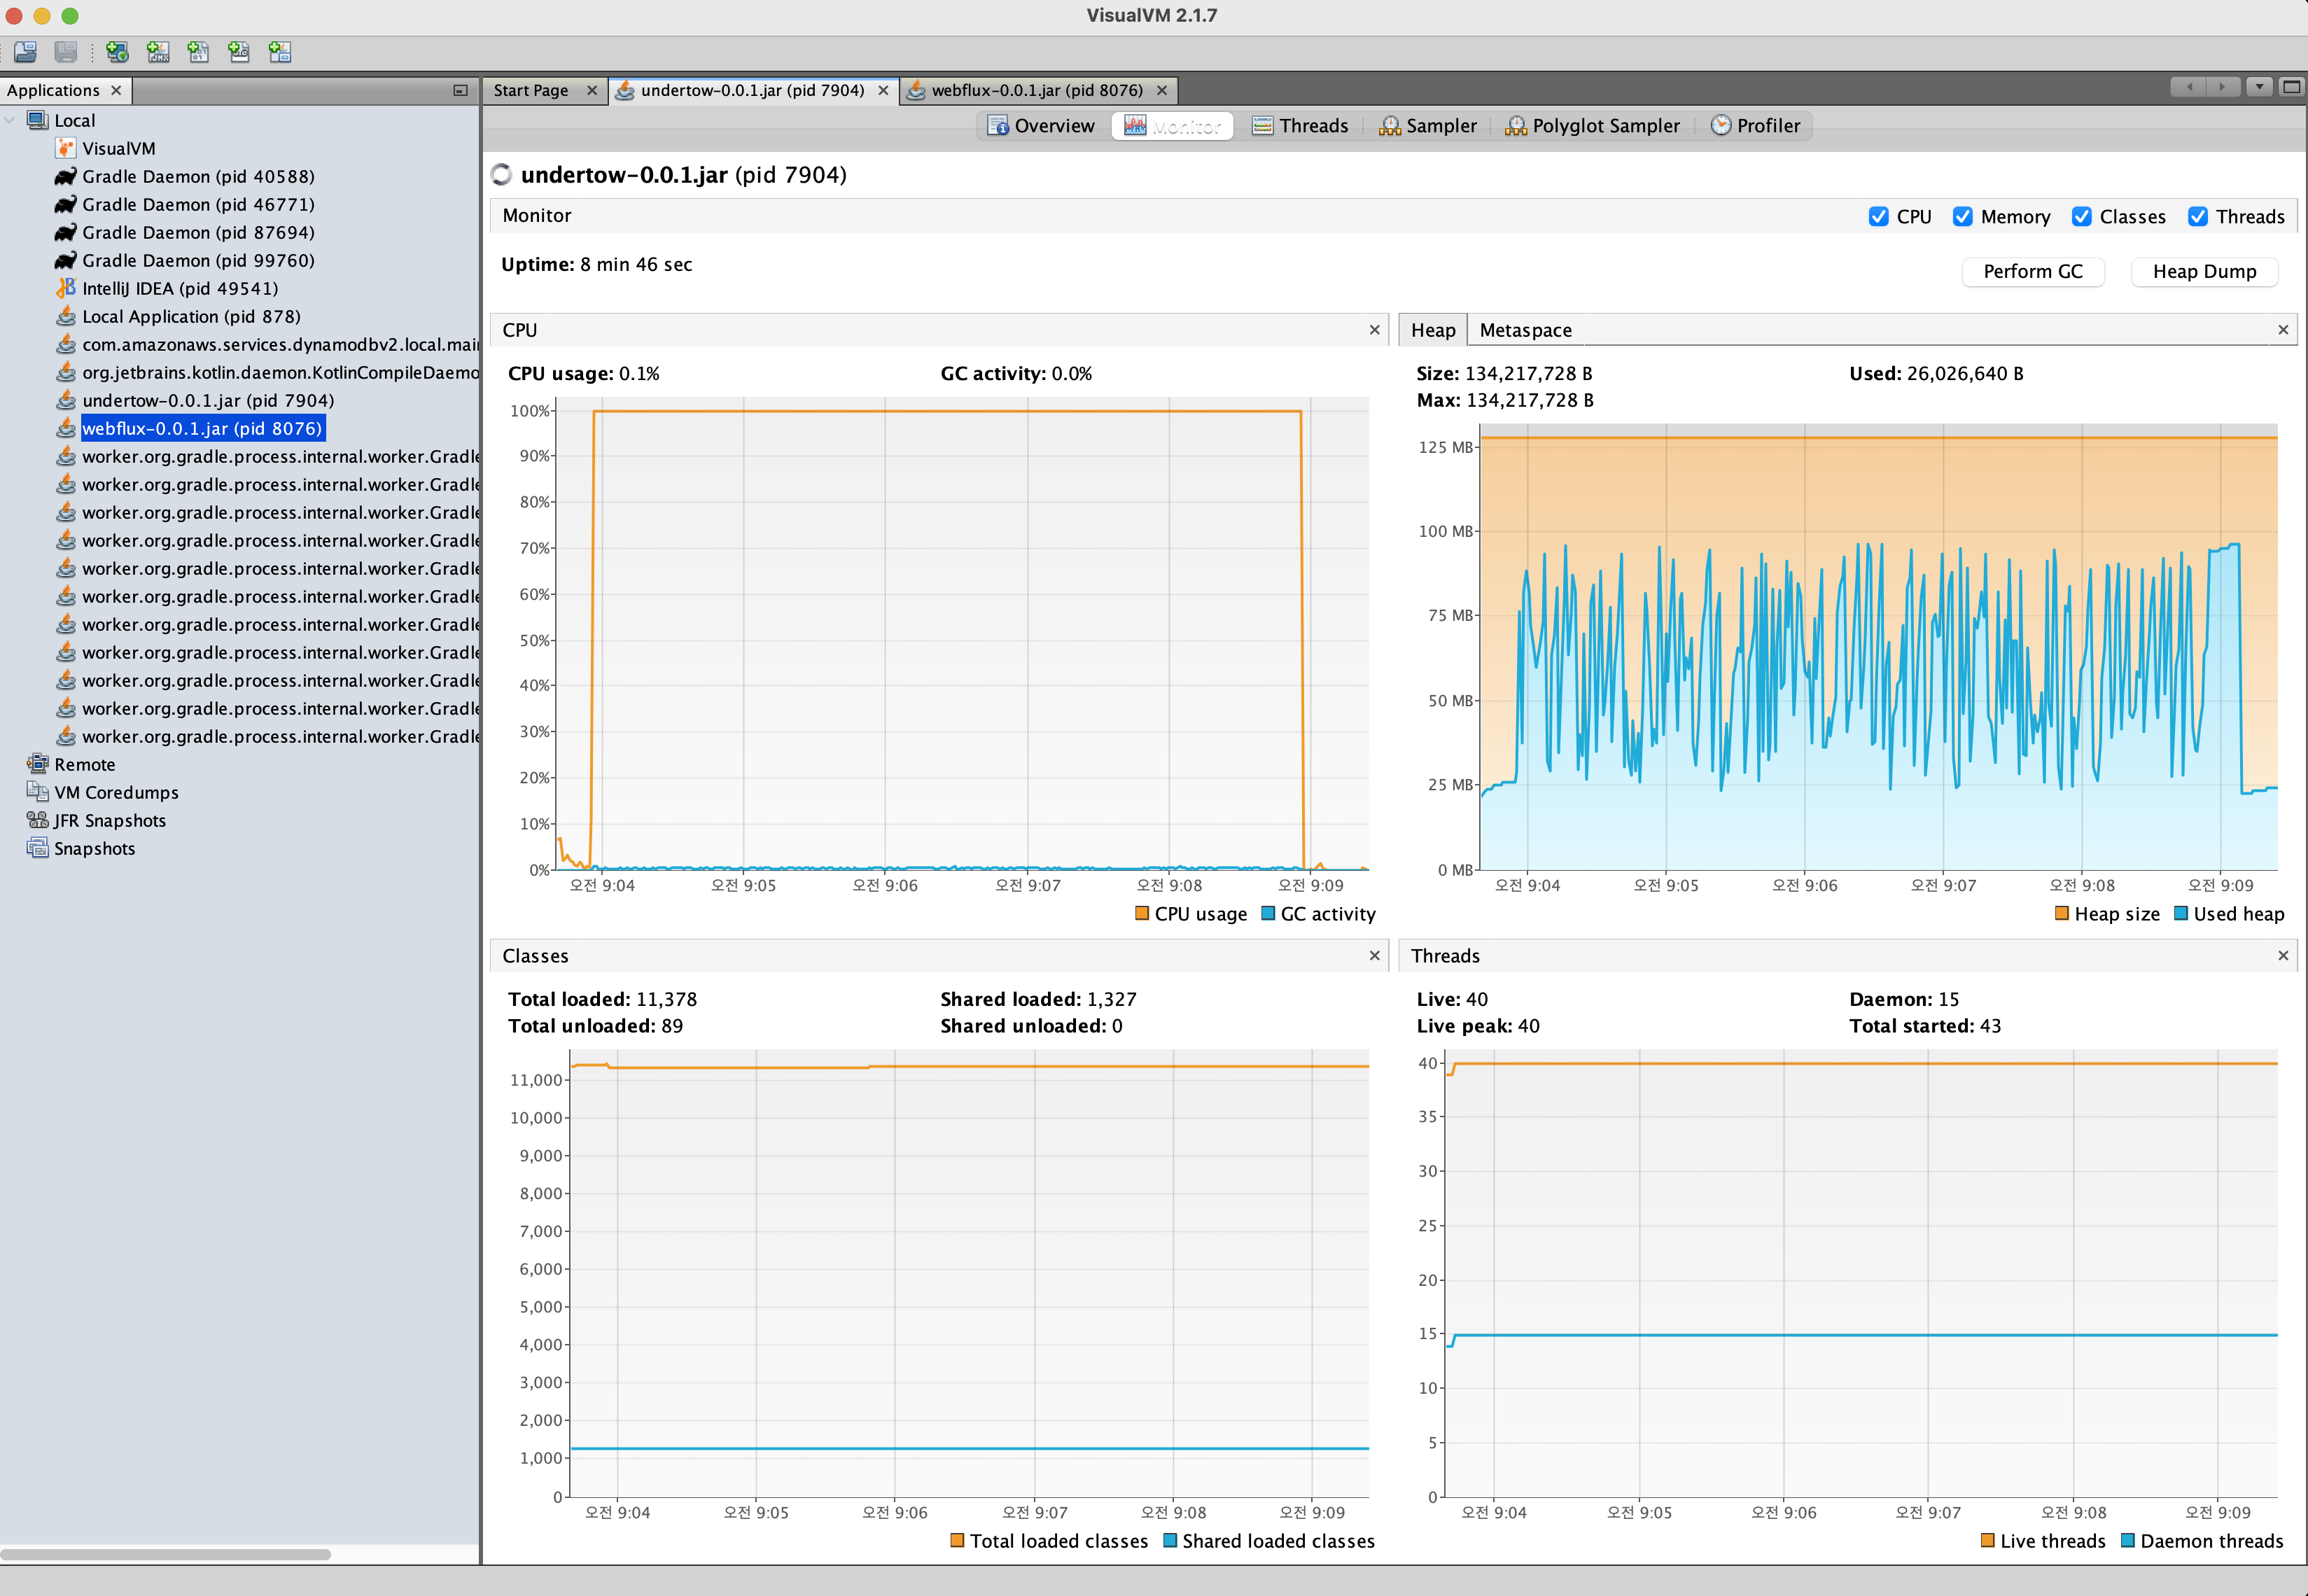 VisualVM 2.1.7
Applications
Start Page
undertow-0.0.1.jar (pid 7904)
webflux-0.0.1.jar (pid 8076)
Local
VisualVM
Gradle Daemon (pid 40588)
Gradle Daemon (pid 46771)
Gradle Daemon (pid 87694)
Gradle Daemon (pid 99760)
IntelliJ IDEA (pid 49541)
Local Application (pid 878)
com.amazonaws.services.dynamodbv2.local.mai
org.jetbrains.kotlin.daemon.KotlinCompileDaemo
undertow-0.0.1.jar (pid 7904)
webflux-0.0.1.jar (pid 8076)
worker.org.gradle.process.internal.worker.Gradle
worker.org.gradle.process.internal.worker.Gradle
worker.org.gradle.process.internal.worker.Gradle
worker.org.gradle.process.internal.worker.Gradle
worker.org.gradle.process.internal.worker.Gradle
worker.org.gradle.process.internal.worker.Gradle
worker.org.gradle.process.internal.worker.Gradle
worker.org.gradle.process.internal.worker.Gradle
worker.org.gradle.process.internal.worker.Gradle
worker.org.gradle.process.internal.worker.Gradle
worker.org.gradle.process.internal.worker.Gradle
Remote
VM Coredumps
JFR Snapshots
Snapshots
Overview Monitor Threads Sampler Polyglot Sampler Profiler
undertow-0.0.1.jar (pid 7904)
Monitor
CPU Memory Classes Threads
Uptime: 8 min 46 sec
Perform GC
Heap Dump
CPU
CPU usage: 0.1%
GC activity: 0.0%
100%
90%
80%
70%
60%
50%
40%
30%
20%
10%
0%
오전 9:04 오전 9:05 오전 9:06 오전 9:07 오전 9:08 오전 9:09
CPU usage GC activity
Heap Metaspace
Size: 134,217,728 B
Used: 26,026,640 B
Max: 134,217,728 B
125 MB
100 MB
75 MB
50 MB
25 MB
0 MB
오전 9:04 오전 9:05 오전 9:06 오전 9:07 오전 9:08 오전 9:09
Heap size Used heap
Classes
Total loaded: 11,378
Shared loaded: 1,327
Total unloaded: 89
Shared unloaded: 0
11,000
10,000
9,000
8,000
7,000
6,000
5,000
4,000
3,000
2,000
1,000
0
오전 9:04 오전 9:05 오전 9:06 오전 9:07 오전 9:08 오전 9:09
Total loaded classes Shared loaded classes
Threads
Live: 40
Daemon: 15
Live peak: 40
Total started: 43
40
35
30
25
20
15
10
5
0
오전 9:04 오전 9:05 오전 9:06 오전 9:07 오전 9:08 오전 9:09
Live threads Daemon threads